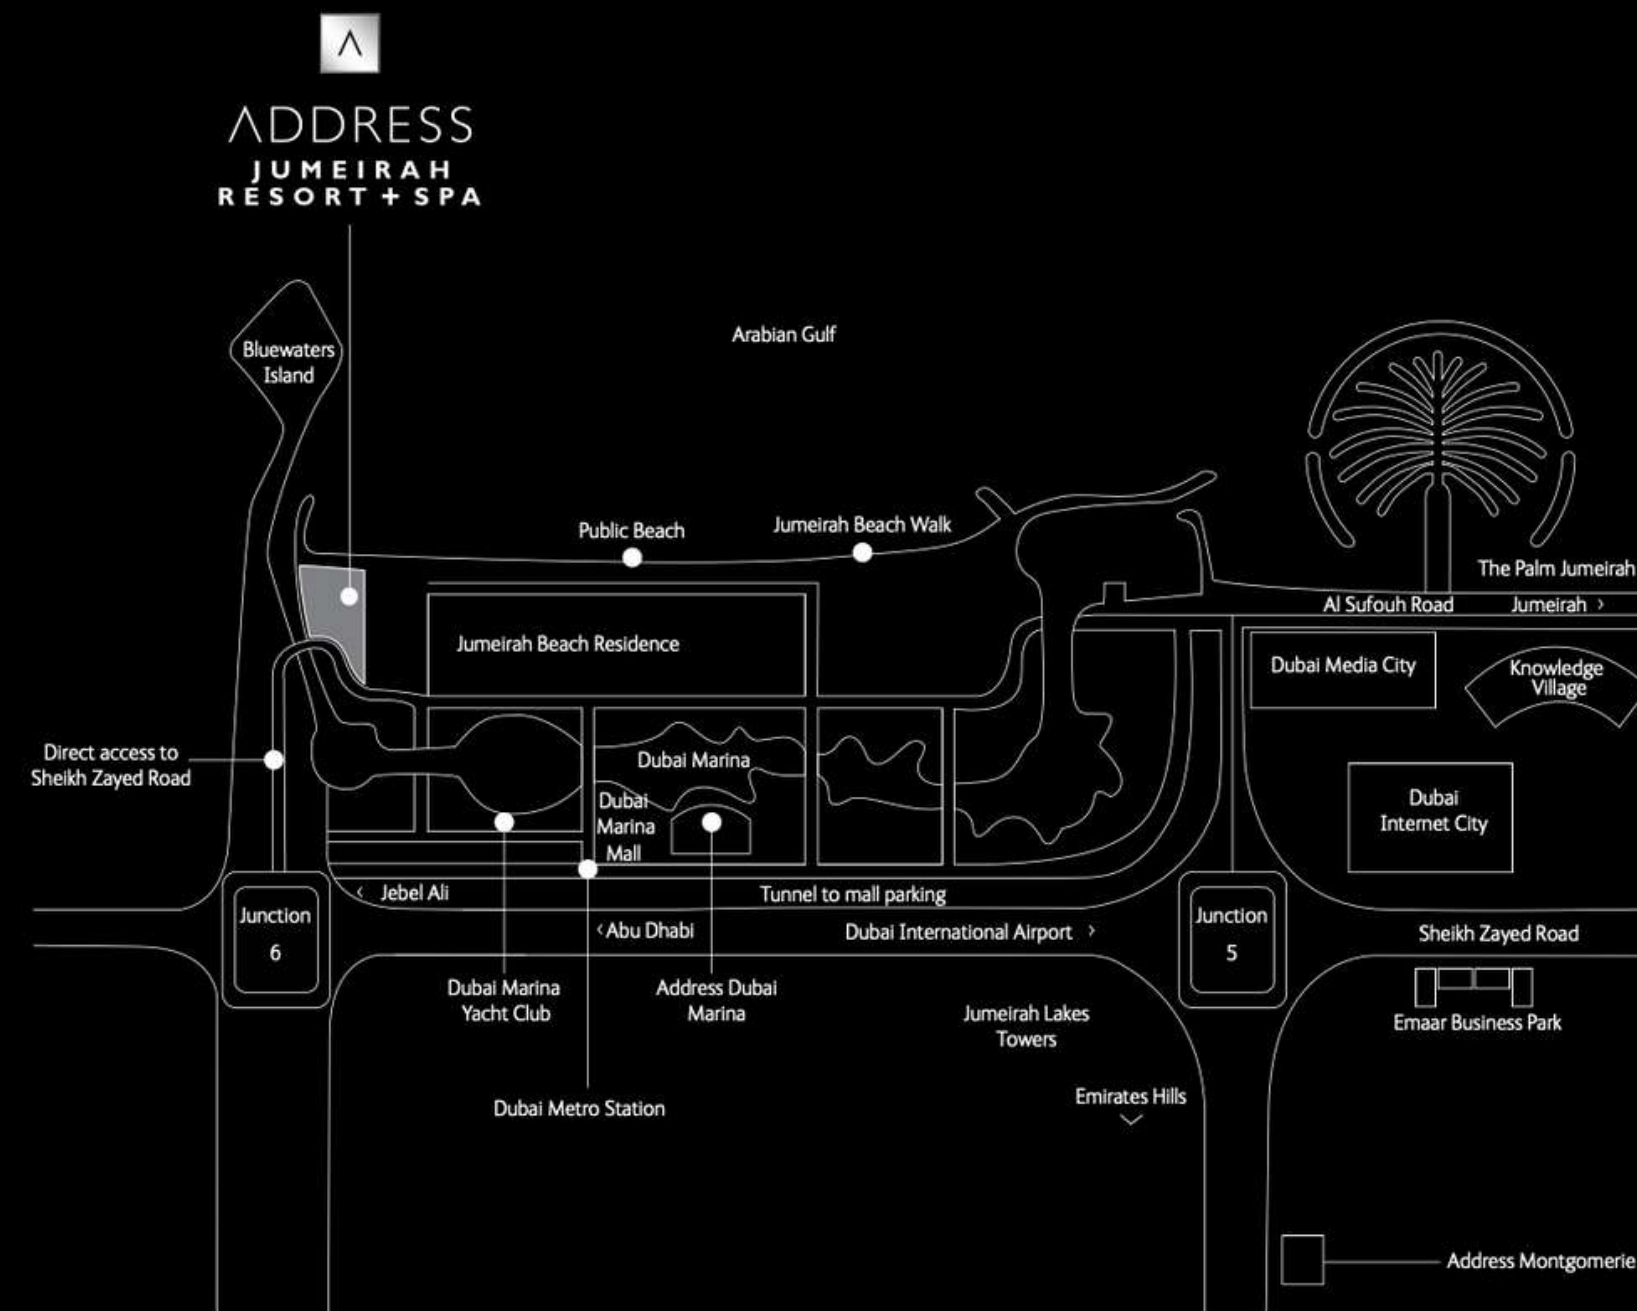 ADDRESS
JUMEIRAH
RESORT + SPA
Bluewaters
Island
Arabian Gulf
Public Beach
Jumeirah Beach Walk
The Palm Jumeirah
Al Sufouh Road
Jumeirah >
Jumeirah Beach Residence
Dubai Media City
Knowledge
Village
Direct access to
Sheikh Zayed Road
Dubai Marina
Dubai
Marina
Mall
Dubai
Internet City
< Jebel Ali
Tunnel to mall parking
Junction
6
< Abu Dhabi
Dubai International Airport >
Junction
5
Sheikh Zayed Road
Dubai Marina
Yacht Club
Address Dubai
Marina
Jumeirah Lakes
Towers
Emaar Business Park
Dubai Metro Station
Emirates Hills
Address Montgomerie